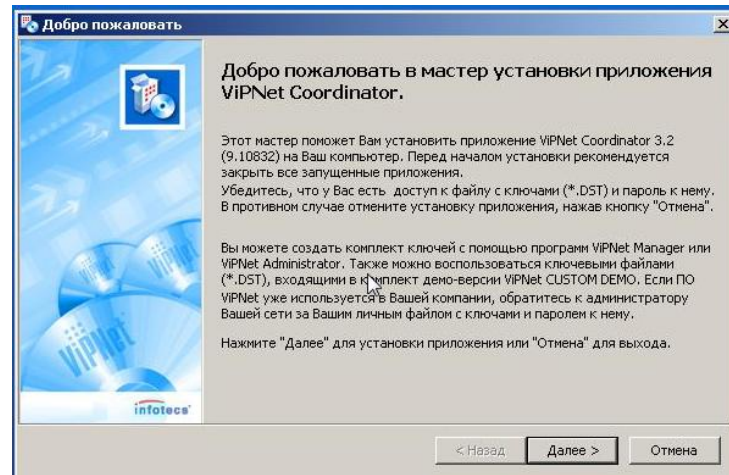 Добро пожаловать
Добро пожаловать в мастер установки приложения
ViPNet Coordinator.
Этот мастер поможет Вам установить приложение ViPNet Coordinator 3.2
(9.10832) на Ваш компьютер. Перед началом установки рекомендуется
закрыть все запущенные приложения.
Убедитесь, что у Вас есть доступ к файлу с ключами (*.DST) и пароль к нему.
В противном случае отмените установку приложения, нажав кнопку "Отмена".
Вы можете создать комплект ключей с помощью программ ViPNet Manager или
ViPNet Administrator. Также можно воспользоваться ключевыми файлами
(*.DST), входящими в комплект демо-версии ViPNet CUSTOM DEMO. Если ПО
ViPNet уже используется в Вашей компании, обратитесь к администратору
Вашей сети за Вашим личным файлом с ключами и паролем к нему.
Нажмите "Далее" для установки приложения или "Отмена" для выхода.
ViPNet
infotecs
< Назад
Далее >
Отмена